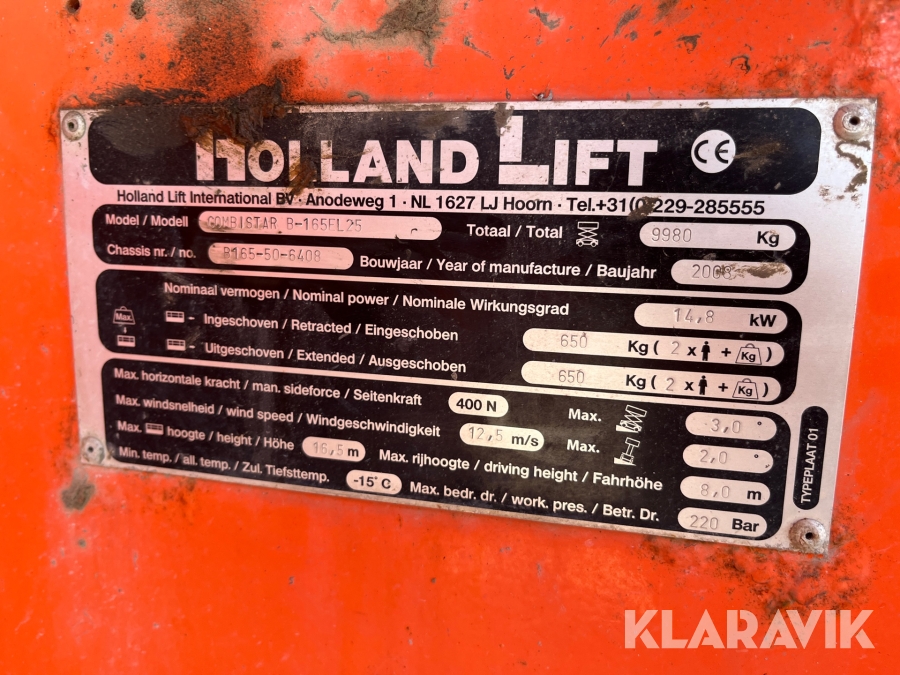 HOLLAND LIFT CE
Holland Lift International BV · Anodeweg 1 · NL 1627 LJ Hoorn · Tel.+31(0)229-285555
Model / Modell COMBISTAR B-165EL25 Totaal / Total 9980 Kg
Chassis nr. / no. B165-50-6408 Bouwjaar / Year of manufacture / Baujahr
Nominaal vermogen / Nominal power / Nominale Wirkungsgrad 14,8 kW
Max. - Ingeschoven / Retracted / Eingeschoben 650 Kg ( 2 x + Kg )
- Uitgeschoven / Extended / Ausgeschoben 650 Kg ( 2 x + Kg )
Max. horizontale kracht / man. sideforce / Seitenkraft 400 N Max. 3,0 °
Max. windsnelheid / wind speed / Windgeschwindigkeit 12,5 m/s Max. 2,0 °
Max. hoogte / height / Höhe 16,5 m Max. rijhoogte / driving height / Fahrhöhe 8,0 m
Min. temp. / all. temp. / Zul. Tiefsttemp. -15° C Max. bedr. dr. / work. pres. / Betr. Dr. 220 Bar
TYPEPLAAT 01
KLARAVIK